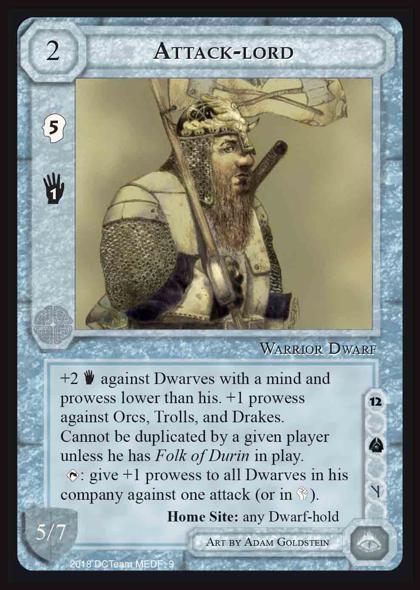 2
ATTACK-LORD
5
1
WARRIOR DWARF
+2 against Dwarves with a mind and
prowess lower than his. +1 prowess
against Orcs, Trolls, and Drakes.
Cannot be duplicated by a given player
unless he has Folk of Durin in play.
: give +1 prowess to all Dwarves in his
company against one attack (or in ).
Home Site: any Dwarf-hold
12
5/7
ART BY ADAM GOLDSTEIN
2018 DCTeam MEDF: 9